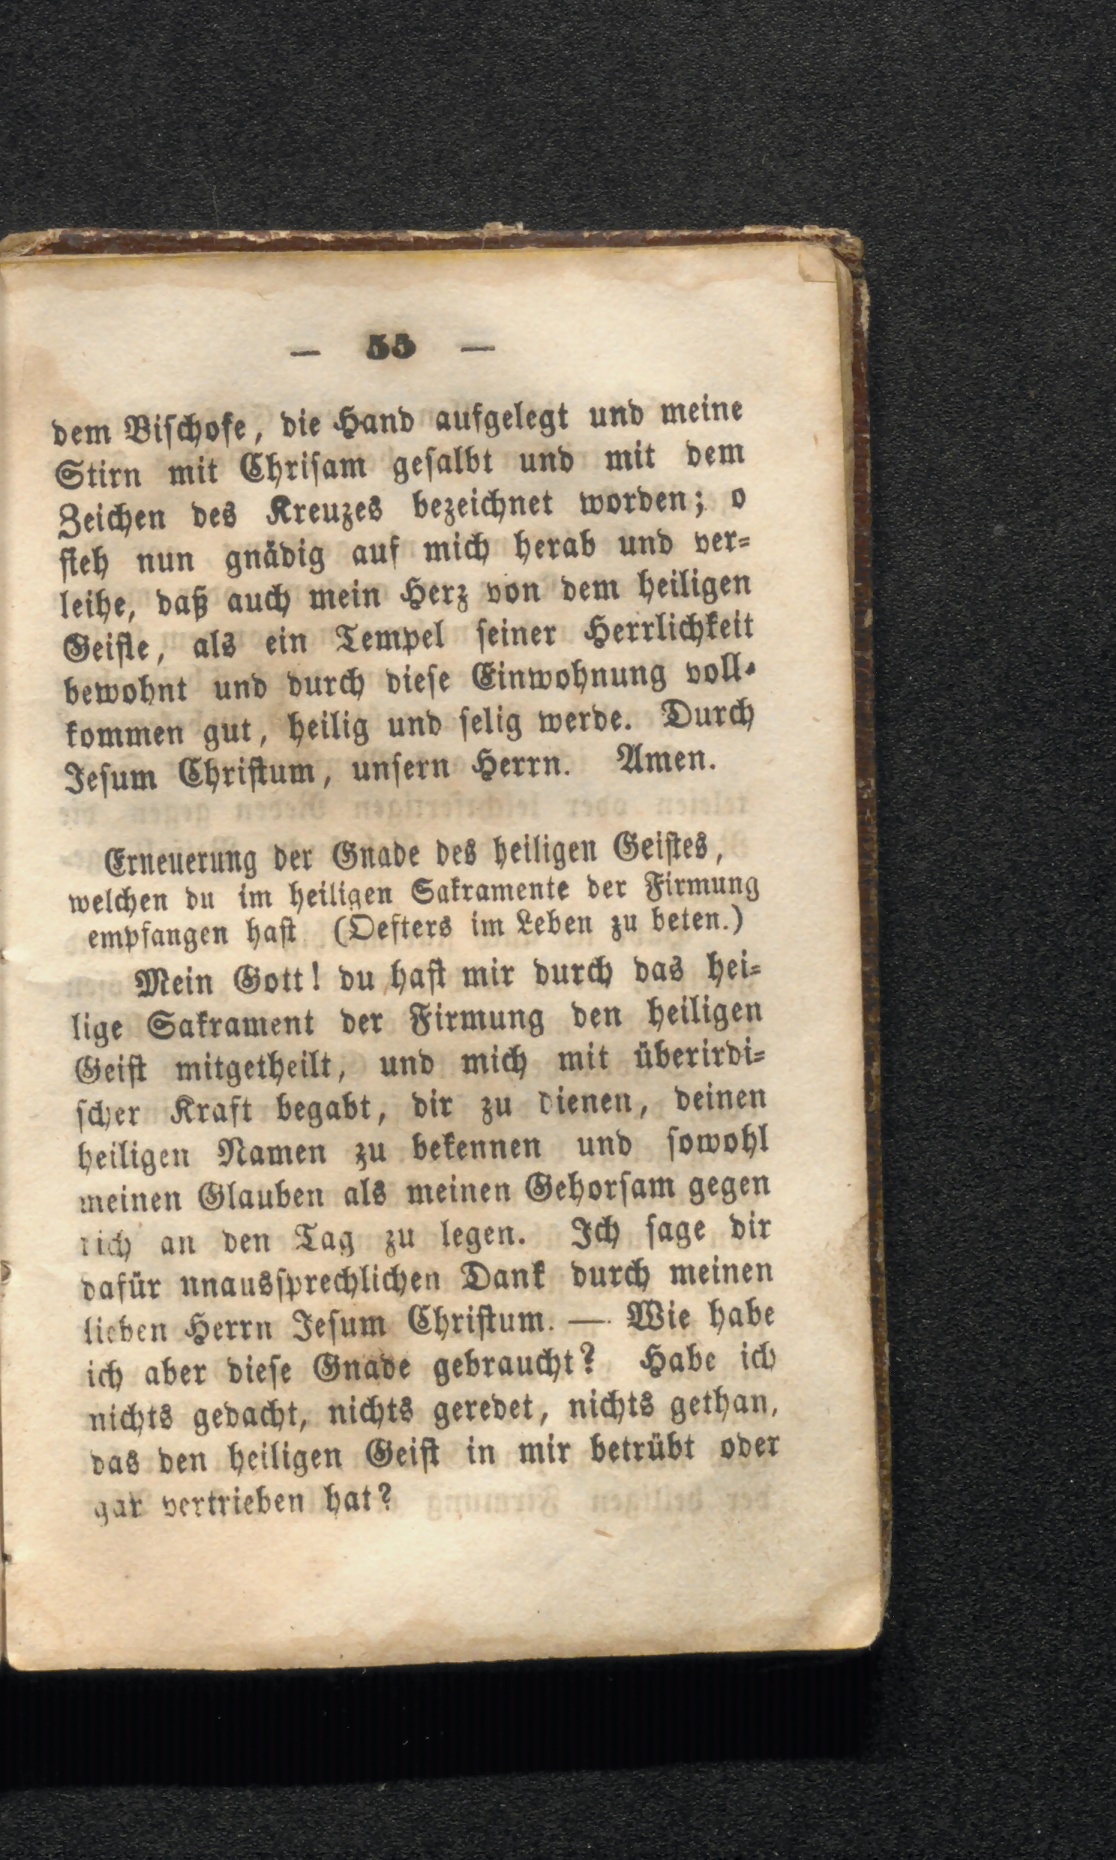 — 55 —
dem Bischofe, die Hand aufgelegt und meine
Stirn mit Chrisam gesalbt und mit dem
Zeichen des Kreuzes bezeichnet worden; o
sieh nun gnädig auf mich herab und ver=
leihe, daß auch mein Herz von dem heiligen
Geiste, als ein Tempel seiner Herrlichkeit
bewohnt und durch diese Einwohnung voll=
kommen gut, heilig und selig werde. Durch
Jesum Christum, unsern Herrn. Amen.
Erneuerung der Gnade des heiligen Geistes,
welchen du im heiligen Sakramente der Firmung
empfangen hast (Oefters im Leben zu beten.)
Mein Gott! du hast mir durch das hei=
lige Sakrament der Firmung den heiligen
Geist mitgetheilt, und mich mit überirdi=
scher Kraft begabt, dir zu dienen, deinen
heiligen Namen zu bekennen und sowohl
meinen Glauben als meinen Gehorsam gegen
dich an den Tag zu legen. Ich sage dir
dafür unaussprechlichen Dank durch meinen
lieben Herrn Jesum Christum. — Wie habe
ich aber diese Gnade gebraucht? Habe ich
nichts gedacht, nichts geredet, nichts gethan,
das den heiligen Geist in mir betrübt oder
gar vertrieben hat?